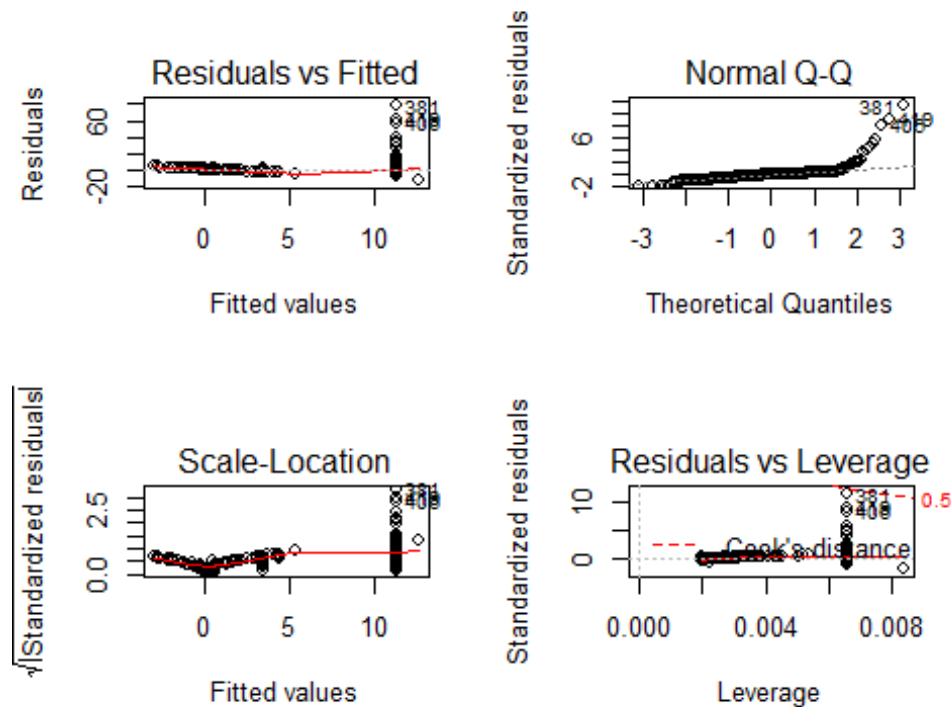 Residuals vs Fitted
Residuals
60
-20
381
0 5 10
Fitted values
Normal Q-Q
Standardized residuals
6
-2
381
-3 -1 0 1 2 3
Theoretical Quantiles
Scale-Location
√|Standardized residuals|
2.5
0.0
381
0 5 10
Fitted values
Residuals vs Leverage
Standardized residuals
10
0
381
0.5
Cook's distance
0.000 0.004 0.008
Leverage